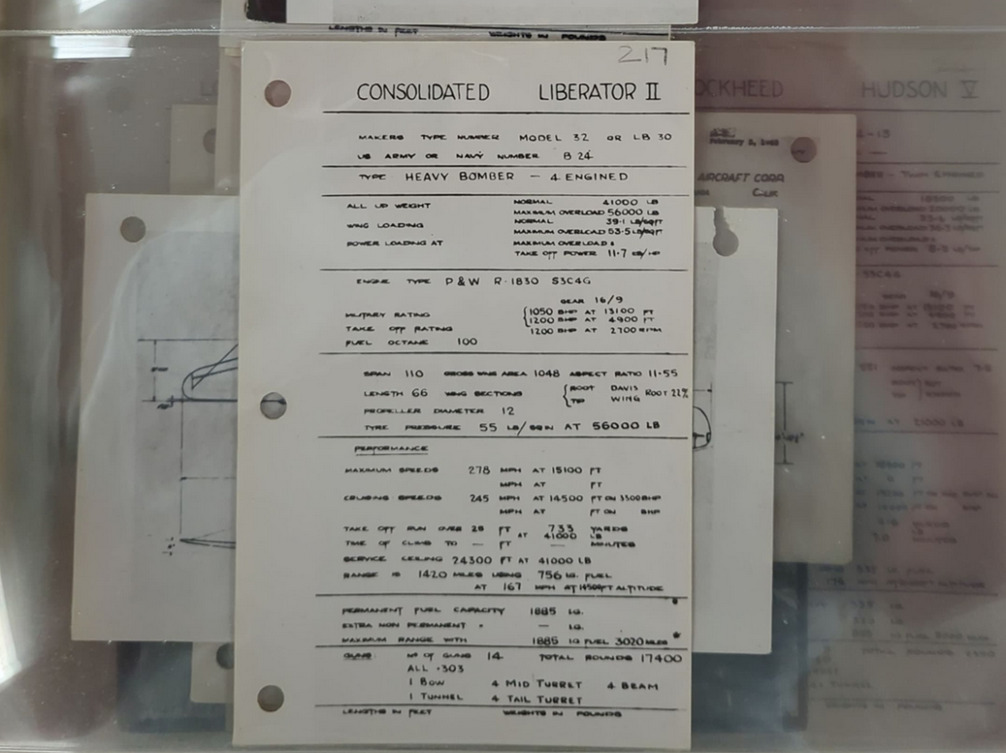 LENGTHS IN FEET WEIGHTS IN POUNDS
217
CONSOLIDATED LIBERATOR II
MAKERS TYPE NUMBER MODEL 32 OR LB 30
US ARMY OR NAVY NUMBER B 24
TYPE HEAVY BOMBER — 4 ENGINED
ALL UP WEIGHT NORMAL 41000 LB
MAXIMUM OVERLOAD 56000 LB
WING LOADING NORMAL 39·1 LB/SQFT
MAXIMUM OVERLOAD 53·5 LB/SQFT
POWER LOADING AT MAXIMUM OVERLOAD &
TAKE OFF POWER 11·7 LB/HP
ENGINE TYPE P & W R·1830 S3C4G
GEAR 16/9
MILITARY RATING {1050 BHP AT 13100 FT
1200 BHP AT 4900 FT
TAKE OFF RATING 1200 BHP AT 2700 RPM
FUEL OCTANE 100
SPAN 110 GROSS WING AREA 1048 ASPECT RATIO 11·55
LENGTH 66 WING SECTIONS {ROOT DAVIS ROOT 22%
TIP WING
PROPELLER DIAMETER 12
TYRE PRESSURE 55 LB/SQIN AT 56000 LB
PERFORMANCE
MAXIMUM SPEEDS 278 MPH AT 15100 FT
MPH AT FT
CRUISING SPEEDS 245 MPH AT 14500 FT ON 3500 BHP
MPH AT FT ON BHP
TAKE OFF RUN OVER 28 FT AT 733 YARDS
41000 LB
TIME OF CLIMB TO — FT — MINUTES
SERVICE CEILING 24300 FT AT 41000 LB
RANGE IS 1420 MILES USING 756 IG. FUEL
AT 167 MPH AT 14500FT ALTITUDE
PERMANENT FUEL CAPACITY 1885 IG.
EXTRA NON PERMANENT " — IG.
MAXIMUM RANGE WITH 1885 IG FUEL 3020 MILES *
GUNS: Nº OF GUNS 14 TOTAL ROUNDS 17400
ALL ·303
1 BOW 4 MID TURRET 4 BEAM
1 TUNNEL 4 TAIL TURRET
LENGTHS IN FEET WEIGHTS IN POUNDS
OCKHEED HUDSON V
AIRCRAFT CORP.